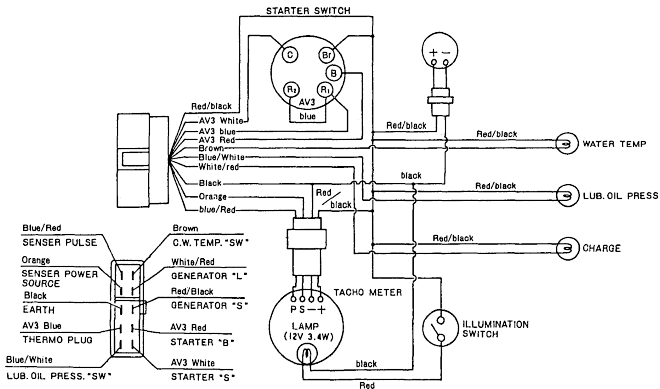 STARTER SWITCH
C
Br
B
R₂
R₁
AV3
blue
+ -
Red/black
AV3 White
AV3 blue
AV3 Red
Brown
Blue/White
White/red
Black
Orange
blue/Red
Red
black
black
Red/black
Red/black
WATER TEMP
Red/black
LUB. OIL PRESS
Red/black
CHARGE
TACHO METER
P S - +
LAMP
(12V 3.4W)
ILLUMINATION
SWITCH
black
Red
Blue/Red
SENSER PULSE
Orange
SENSER POWER
SOURCE
Black
EARTH
AV3 Blue
THERMO PLUG
Blue/White
LUB. OIL PRESS. "SW"
Brown
C.W. TEMP. "SW"
White/Red
GENERATOR "L"
Red/Black
GENERATOR "S"
AV3 Red
STARTER "B"
AV3 White
STARTER "S"